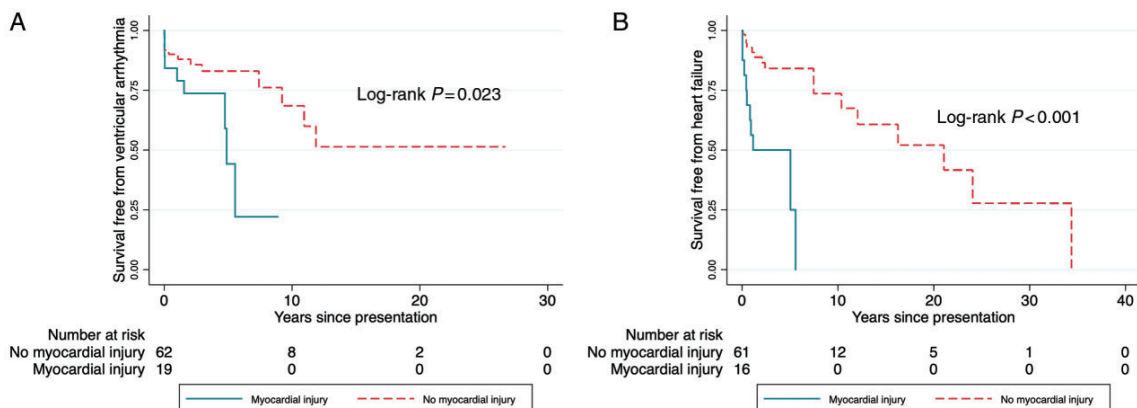 A
Survival free from ventricular arrhythmia
1.00
0.75
0.50
0.25
0.00
Log-rank P=0.023
0 10 20 30
Years since presentation
Number at risk
No myocardial injury 62 8 2 0
Myocardial injury 19 0 0 0
Myocardial injury No myocardial injury
B
Survival free from heart failure
1.00
0.75
0.50
0.25
0.00
Log-rank P<0.001
0 10 20 30 40
Years since presentation
Number at risk
No myocardial injury 61 12 5 1 0
Myocardial injury 16 0 0 0 0
Myocardial injury No myocardial injury